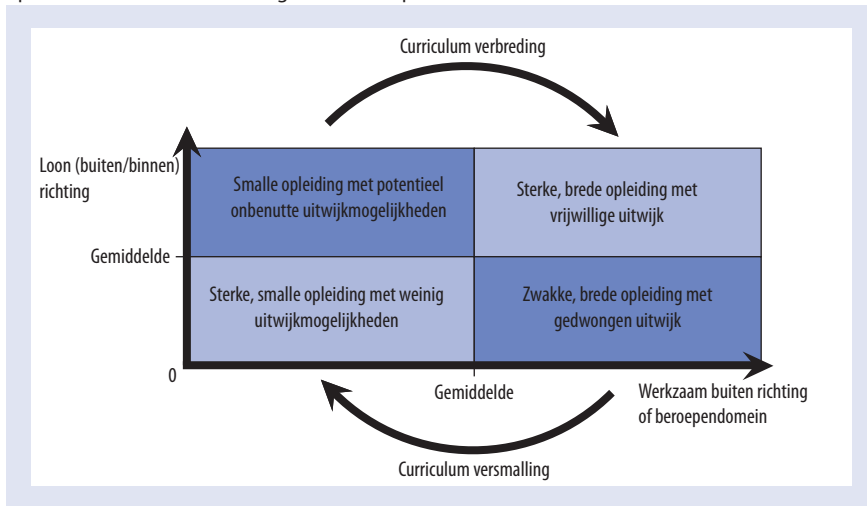 Curriculum verbreding
Loon (buiten/binnen)
richting
Smalle opleiding met potentieel
onbenutte uitwijkmogelijkheden
Sterke, brede opleiding met
vrijwillige uitwijk
Gemiddelde
Sterke, smalle opleiding met weinig
uitwijkmogelijkheden
Zwakke, brede opleiding met
gedwongen uitwijk
0
Gemiddelde
Werkzaam buiten richting
of beroependomein
Curriculum versmalling